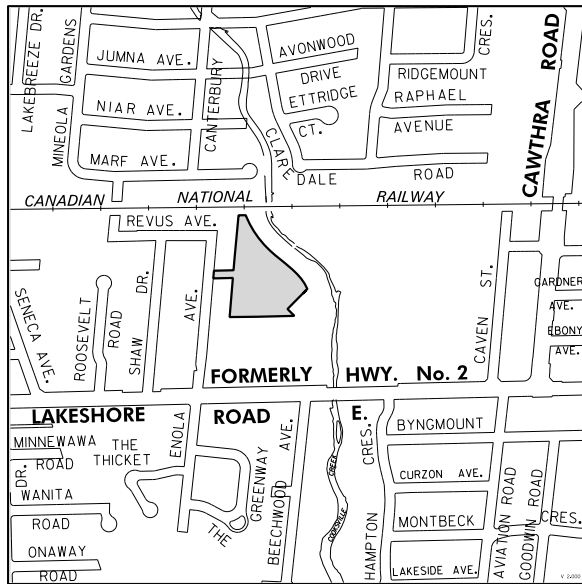 LAKEBREEZE DR.
MINEOLA GARDENS
JUMNA AVE.
CANTERBURY
AVONWOOD
DRIVE
CRES.
RIDGEMOUNT
CAWTHRA ROAD
NIAR AVE.
ETTRIDGE
CT.
RAPHAEL
AVENUE
MARF AVE.
CLARE
DALE
ROAD
CANADIAN NATIONAL RAILWAY
REVUS AVE.
SENECA AVE.
ROOSEVELT
ROAD
SHAW DR.
AVE.
CAVEN ST.
GARDNER
AVE.
EBONY
AVE.
FORMERLY HWY. No. 2
LAKESHORE ROAD E.
MINNEWAWA
ROAD
THE
THICKET
ENOLA
GREENWAY
THE
BEECHWOOD AVE.
COOKSVILLE CREEK
HAMPTON CRES.
BYNGMOUNT
CURZON AVE.
MONTBECK
CRES.
LAKESIDE AVE.
AVIATION ROAD
GOODWIN ROAD
DR.
WANITA
ROAD
ONAWAY
ROAD